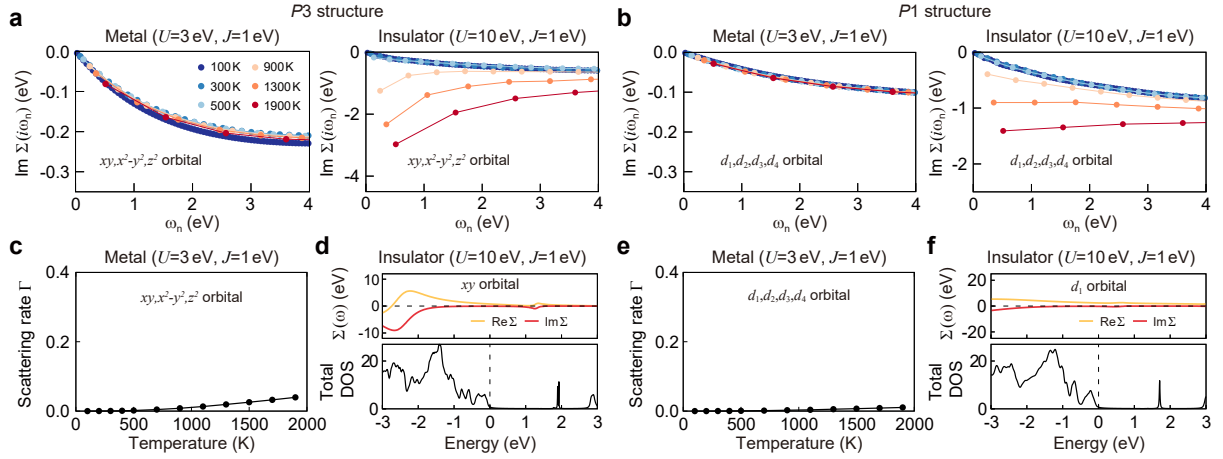 P3 structure
P1 structure
a
Metal (U=3 eV, J=1 eV)
Im Σ(iωn) (eV)
0.0
-0.1
-0.2
-0.3
100 K
300 K
500 K
900 K
1300 K
1900 K
xy,x²-y²,z² orbital
0 1 2 3 4
ωn (eV)
Insulator (U=10 eV, J=1 eV)
Im Σ(iωn) (eV)
0
-2
-4
xy,x²-y²,z² orbital
0 1 2 3 4
ωn (eV)
b
Metal (U=3 eV, J=1 eV)
Im Σ(iωn) (eV)
0.0
-0.1
-0.2
-0.3
d1,d2,d3,d4 orbital
0 1 2 3 4
ωn (eV)
Insulator (U=10 eV, J=1 eV)
Im Σ(iωn) (eV)
0
-1
-2
d1,d2,d3,d4 orbital
0 1 2 3 4
ωn (eV)
c
Metal (U=3 eV, J=1 eV)
Scattering rate Γ
0.4
0.2
0.0
xy,x²-y²,z² orbital
0 500 1000 1500 2000
Temperature (K)
d
Insulator (U=10 eV, J=1 eV)
xy orbital
Σ(ω) (eV)
10
0
-10
ReΣ
ImΣ
Total
DOS
20
0
-3 -2 -1 0 1 2 3
Energy (eV)
e
Metal (U=3 eV, J=1 eV)
Scattering rate Γ
0.4
0.2
0.0
d1,d2,d3,d4 orbital
0 500 1000 1500 2000
Temperature (K)
f
Insulator (U=10 eV, J=1 eV)
d1 orbital
Σ(ω) (eV)
20
0
-20
ReΣ
ImΣ
Total
DOS
20
0
-3 -2 -1 0 1 2 3
Energy (eV)